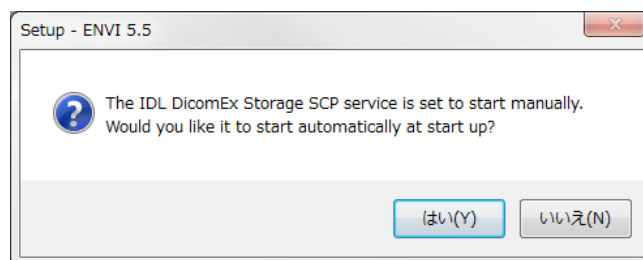 Setup - ENVI 5.5
The IDL DicomEx Storage SCP service is set to start manually.
Would you like it to start automatically at start up?
はい(Y)
いいえ(N)